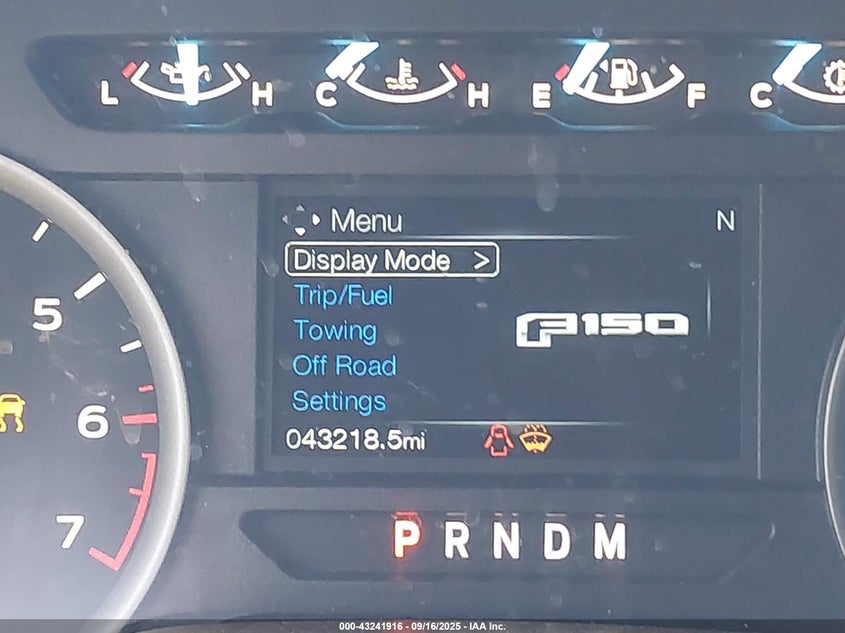 L H C H E F C
Menu N
Display Mode >
Trip/Fuel
Towing
F150
Off Road
Settings
043218.5mi
5
6
7
P R N D M
000-43241916 - 09/16/2025 - IAA Inc.